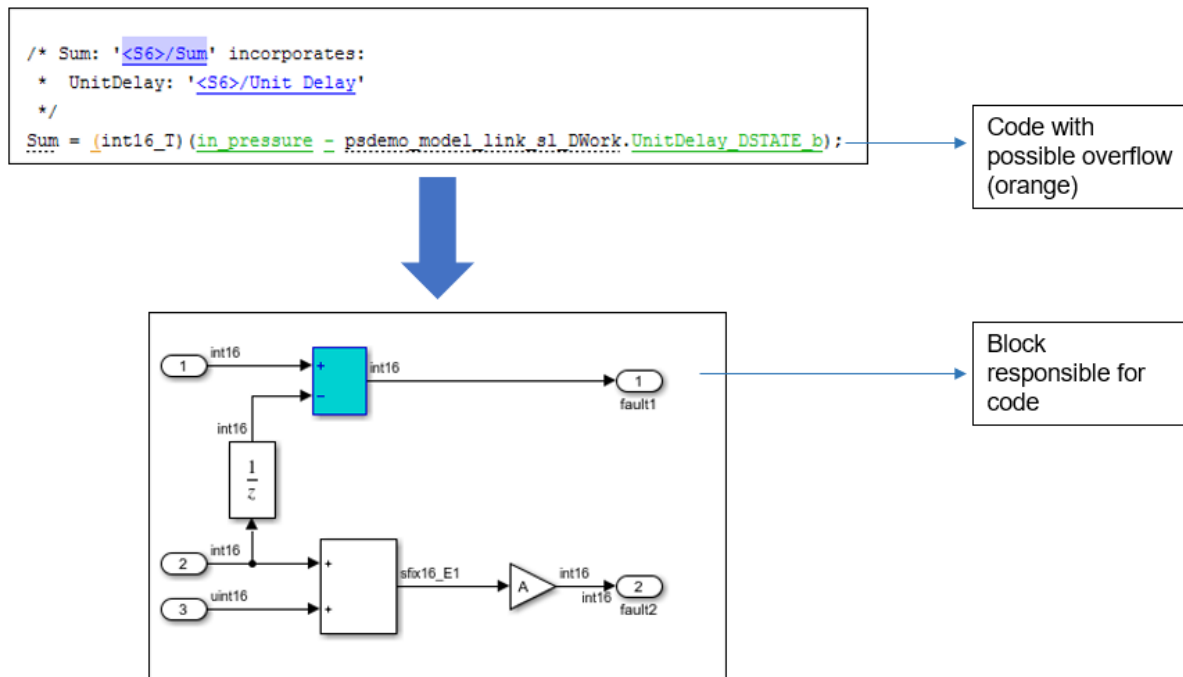 /* Sum: '<S6>/Sum' incorporates:
 *  UnitDelay: '<S6>/Unit Delay'
 */
Sum = (int16_T)(in_pressure - psdemo_model_link_sl_DWork.UnitDelay_DSTATE_b);
Code with
possible overflow
(orange)
Block
responsible for
code
1
int16
+
−
int16
1
fault1
int16
1
z
2
int16
3
uint16
+
+
sfix16_E1
A
int16
int16
2
fault2